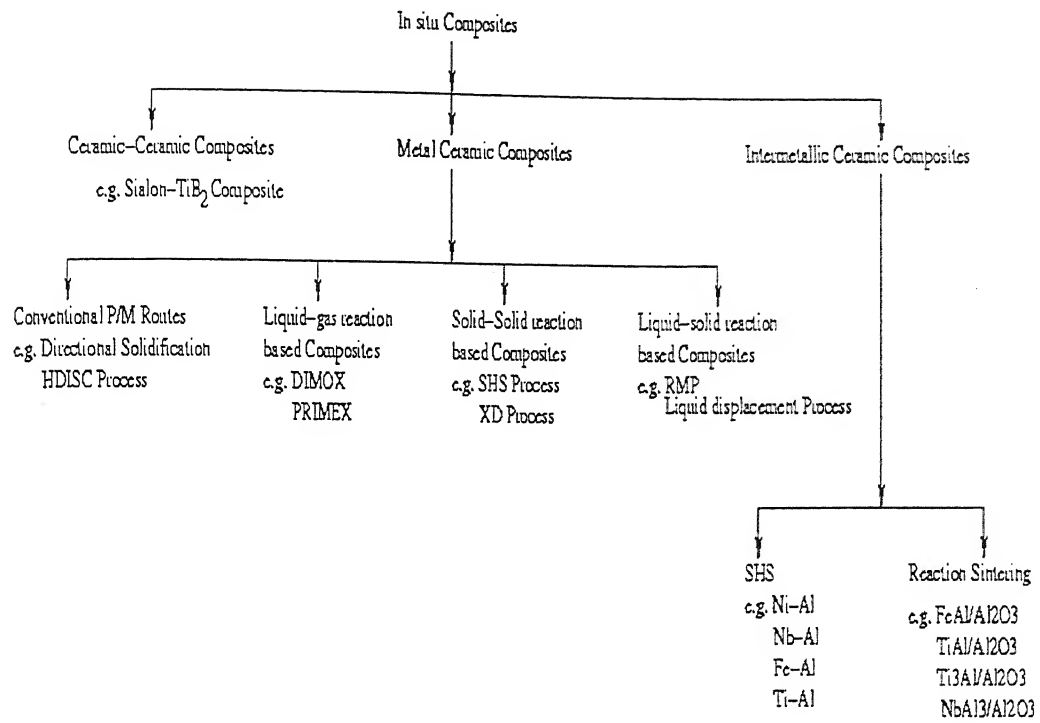 In situ Composites
Ceramic–Ceramic Composites
e.g. Sialon–TiB2 Composite
Metal Ceramic Composites
Intermetallic Ceramic Composites
Conventional P/M Routes
e.g. Directional Solidification
HDISC Process
Liquid–gas reaction
based Composites
e.g. DIMOX
PRIMEX
Solid–Solid reaction
based Composites
e.g. SHS Process
XD Process
Liquid–solid reaction
based Composites
e.g. RMP
Liquid displacement Process
SHS
e.g. Ni–Al
Nb–Al
Fe–Al
Ti–Al
Reaction Sintering
e.g. FeAl/Al2O3
TiAl/Al2O3
Ti3Al/Al2O3
NbAl3/Al2O3